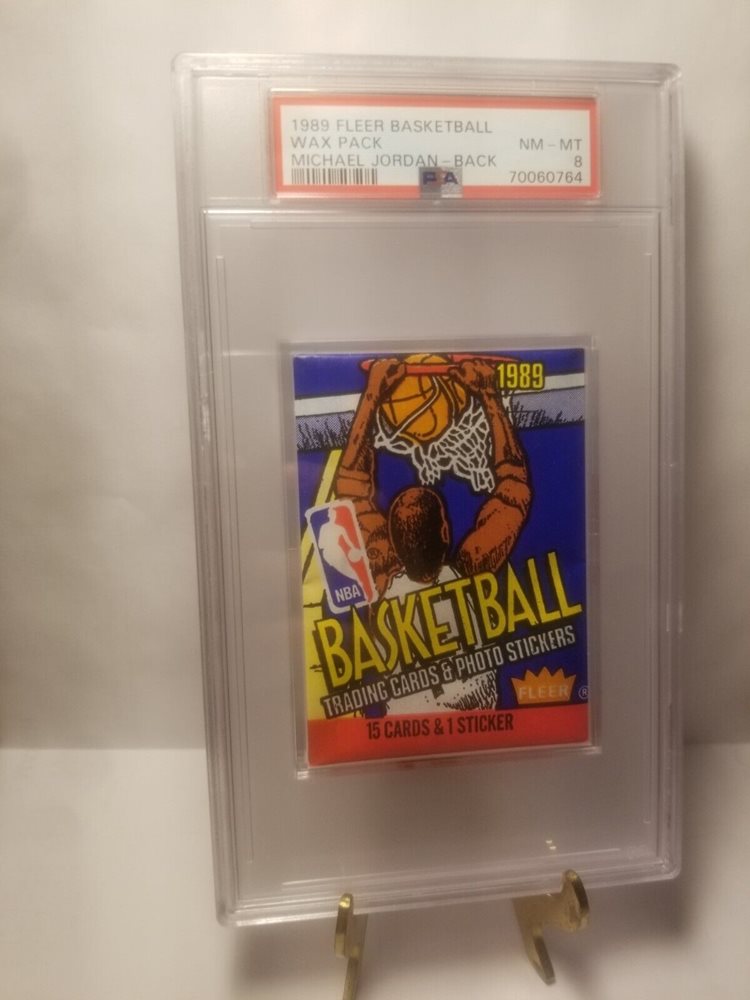 1989 FLEER BASKETBALL
WAX PACK NM - MT
MICHAEL JORDAN - BACK 8
PSA 70060764
1989
NBA
BASKETBALL
TRADING CARDS & PHOTO STICKERS
FLEER ®
15 CARDS & 1 STICKER